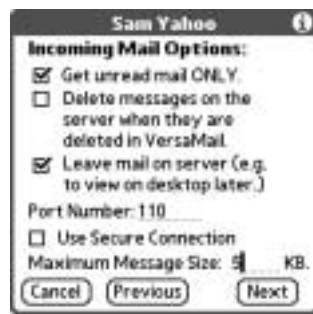 Sam Yahoo
Incoming Mail Options:
Get unread mail ONLY.
Delete messages on the
server when they are
deleted in VersaMail
Leave mail on server (e.g.
to view on desktop later.)
Port Number: 110
Use Secure Connection
Maximum Message Size: 5 KB.
Cancel Previous Next